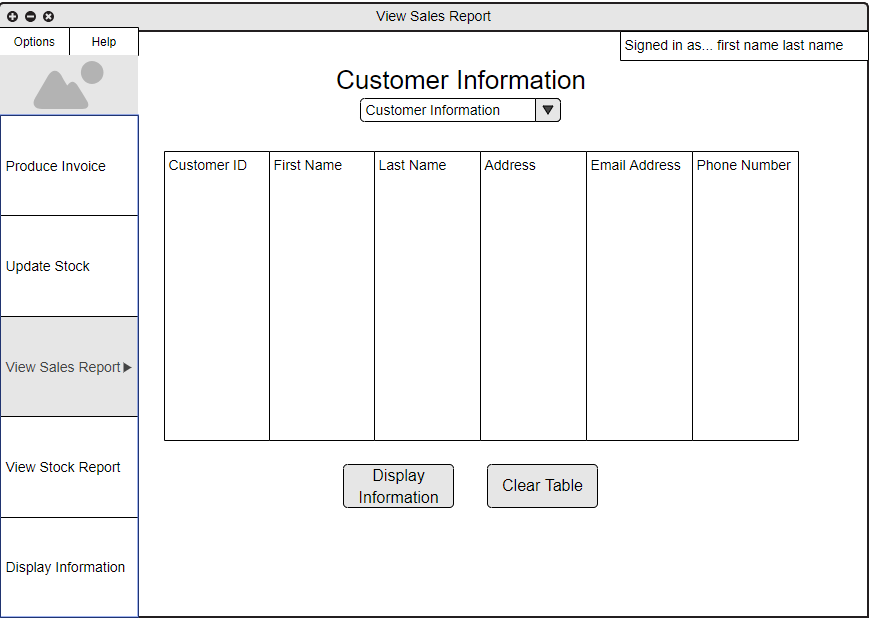 View Sales Report
Options Help
Signed in as... first name last name
Customer Information
Customer Information
Produce Invoice
Update Stock
View Sales Report
View Stock Report
Display Information
Customer ID First Name Last Name Address Email Address Phone Number
Display
Information
Clear Table